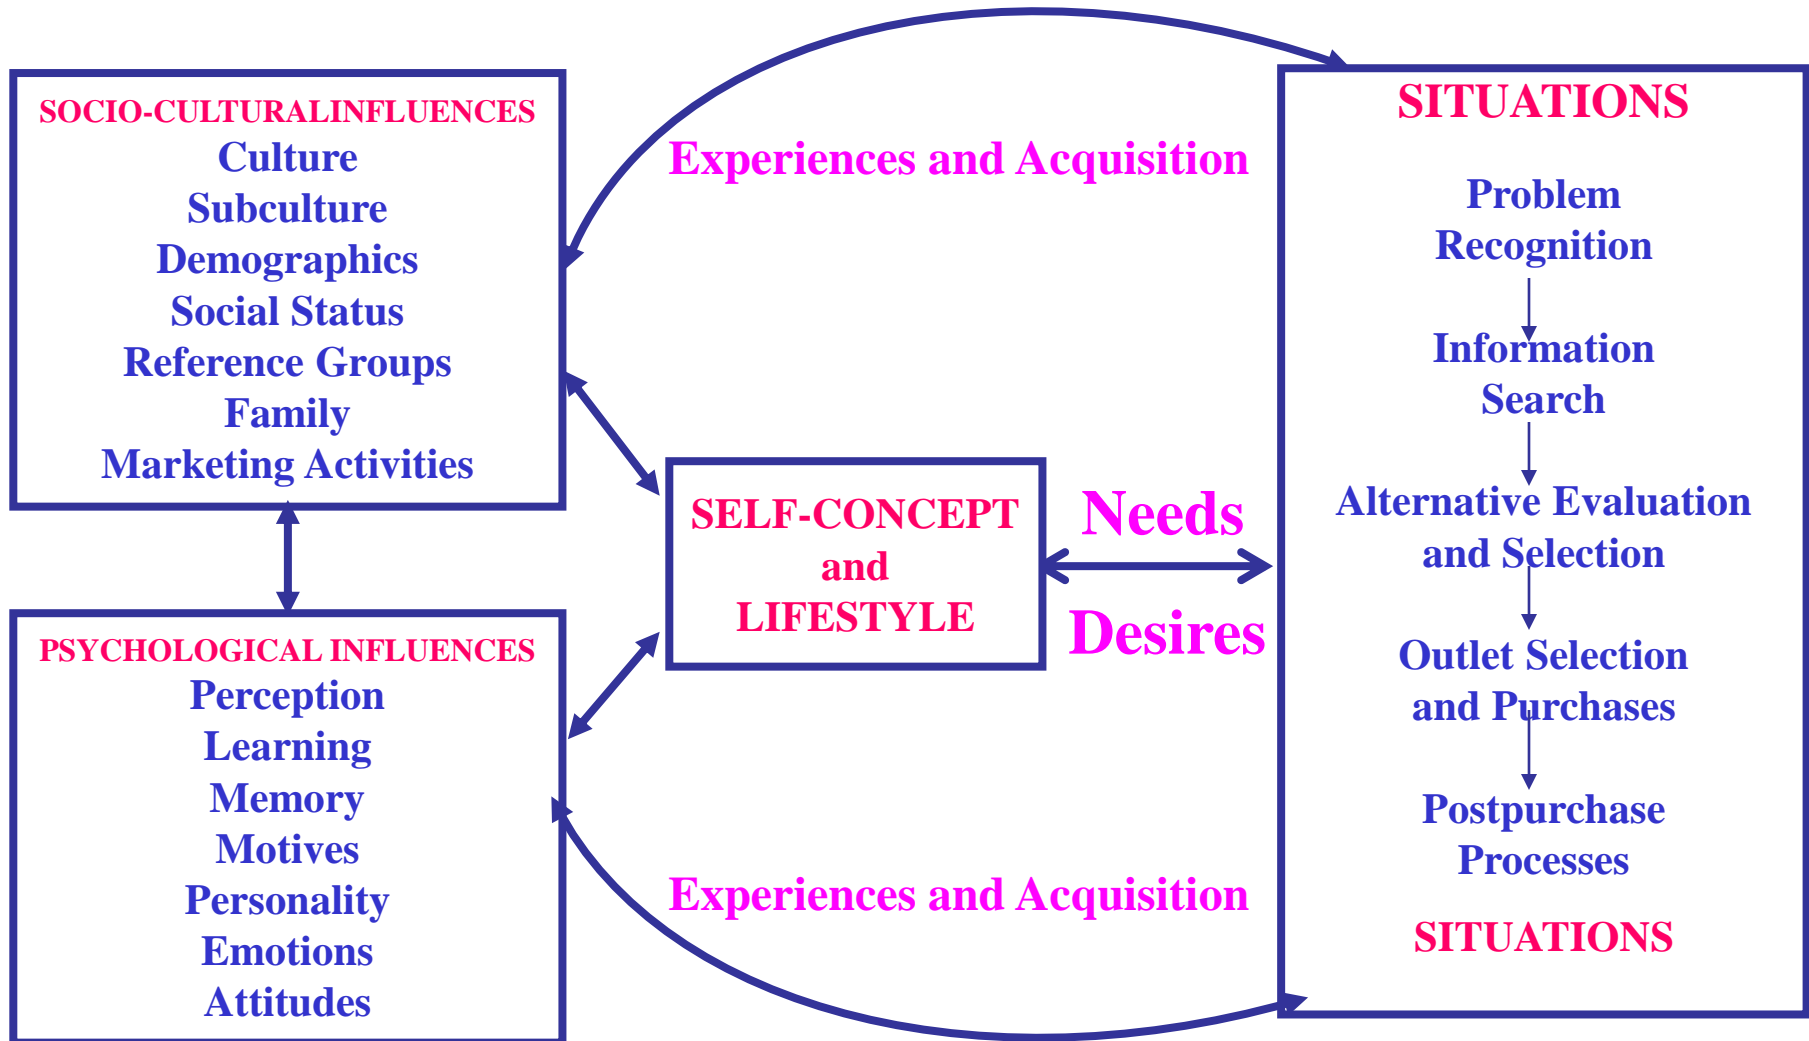 SOCIO-CULTURALINFLUENCES
Culture
Subculture
Demographics
Social Status
Reference Groups
Family
Marketing Activities
PSYCHOLOGICAL INFLUENCES
Perception
Learning
Memory
Motives
Personality
Emotions
Attitudes
Experiences and Acquisition
SELF-CONCEPT
and
LIFESTYLE
Needs
Desires
Experiences and Acquisition
SITUATIONS
Problem
Recognition
Information
Search
Alternative Evaluation
and Selection
Outlet Selection
and Purchases
Postpurchase
Processes
SITUATIONS